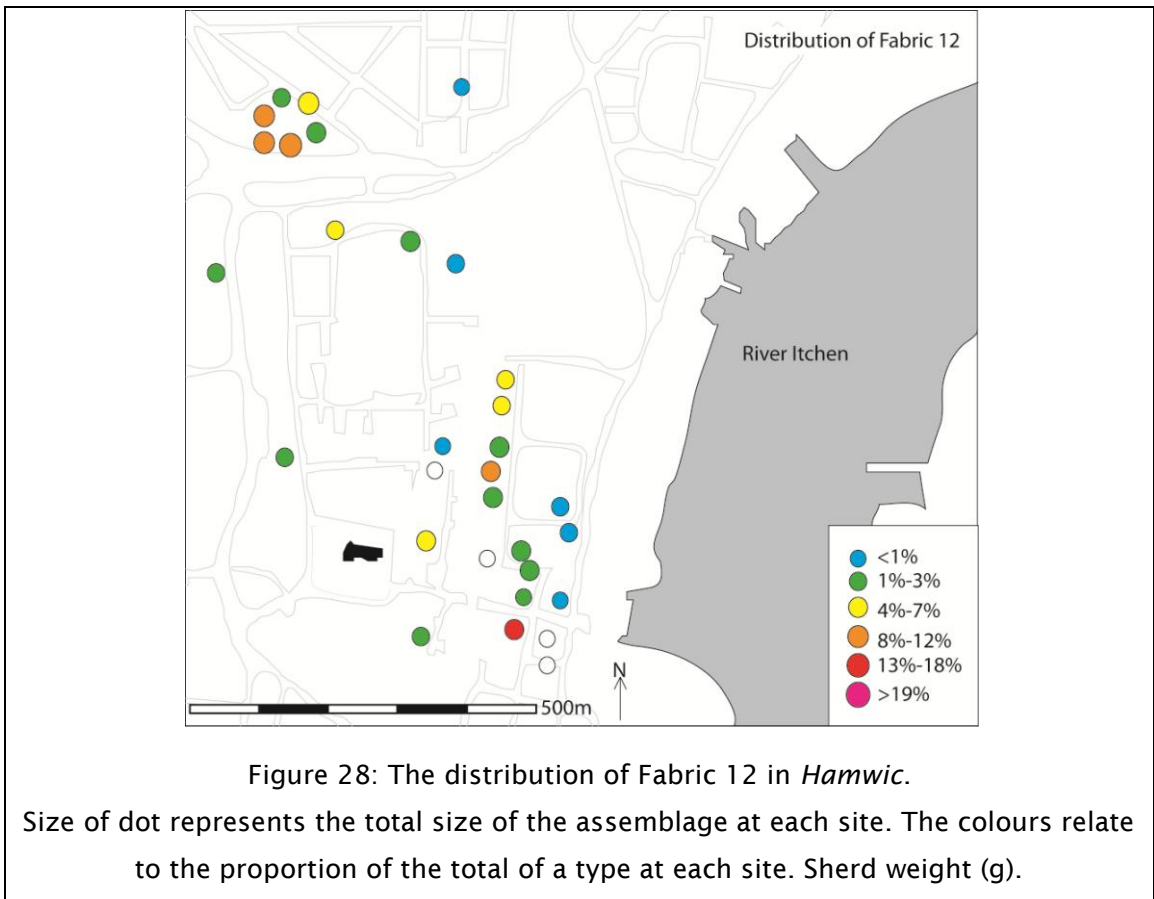 Distribution of Fabric 12
River Itchen
<1%
1%-3%
4%-7%
8%-12%
13%-18%
>19%
N
500m
Figure 28: The distribution of Fabric 12 in Hamwic.
Size of dot represents the total size of the assemblage at each site. The colours relate
to the proportion of the total of a type at each site. Sherd weight (g).